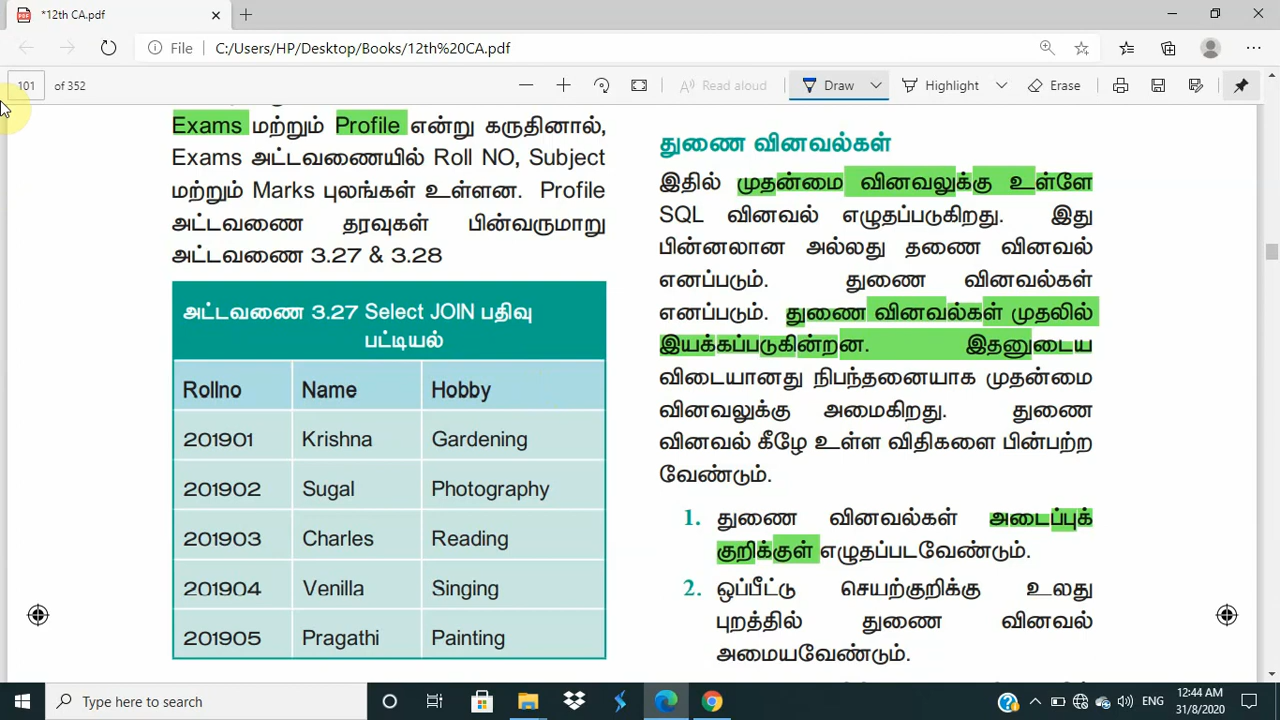 *12th CA.pdf
File C:/Users/HP/Desktop/Books/12th%20CA.pdf
101 of 352
Read aloud
Draw
Highlight
Erase
Exams மற்றும் Profile என்று கருதினால்,
Exams அட்டவணையில் Roll NO, Subject
மற்றும் Marks புலங்கள் உள்ளன. Profile
அட்டவணை தரவுகள் பின்வருமாறு
அட்டவணை 3.27 & 3.28
அட்டவணை 3.27 Select JOIN பதிவு
பட்டியல்
Rollno Name Hobby
201901 Krishna Gardening
201902 Sugal Photography
201903 Charles Reading
201904 Venilla Singing
201905 Pragathi Painting
துணை வினவல்கள்
இதில் முதன்மை வினவலுக்கு உள்ளே
SQL வினவல் எழுதப்படுகிறது. இது
பின்னலான அல்லது தணை வினவல்
எனப்படும். துணை வினவல்கள்
எனப்படும். துணை வினவல்கள் முதலில்
இயக்கப்படுகின்றன. இதனுடைய
விடையானது நிபந்தனையாக முதன்மை
வினவலுக்கு அமைகிறது. துணை
வினவல் கீழே உள்ள விதிகளை பின்பற்ற
வேண்டும்.
1. துணை வினவல்கள் அடைப்புக்
குறிக்குள் எழுதப்படவேண்டும்.
2. ஒப்பீட்டு செயற்குறிக்கு உலது
புறத்தில் துணை வினவல்
அமையவேண்டும்.
Type here to search
ENG
12:44 AM
31/8/2020